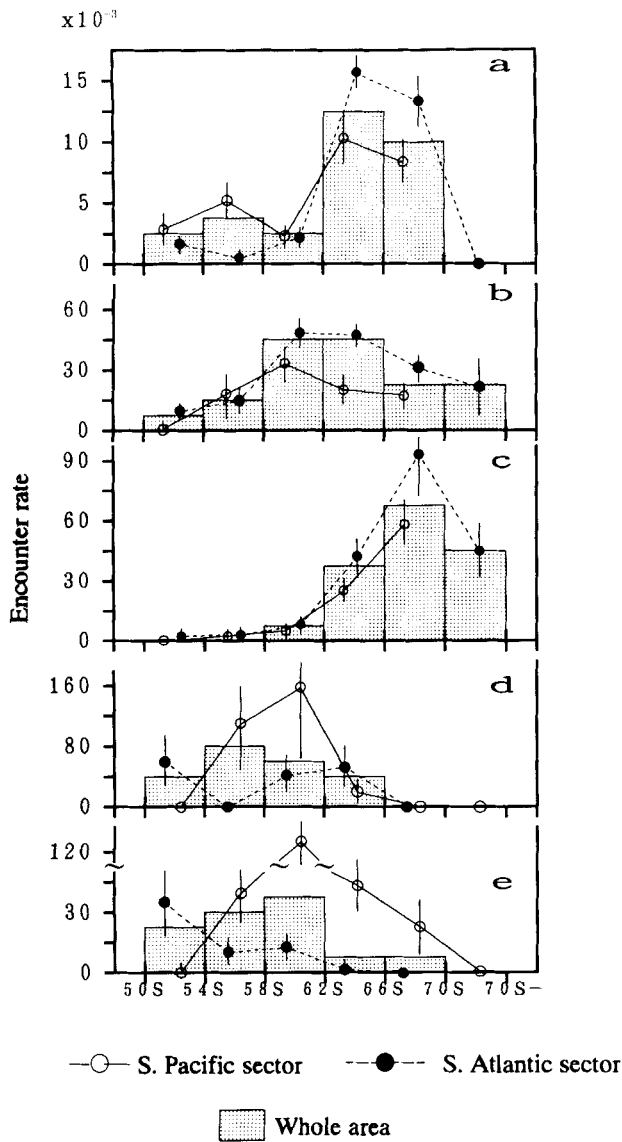 x10⁻³
a
15
10
5
0
b
60
30
0
c
90
60
30
0
d
160
80
0
e
120
30
0
Encounter rate
50S 54S 58S 62S 66S 70S 70S-
S. Pacific sector S. Atlantic sector
Whole area